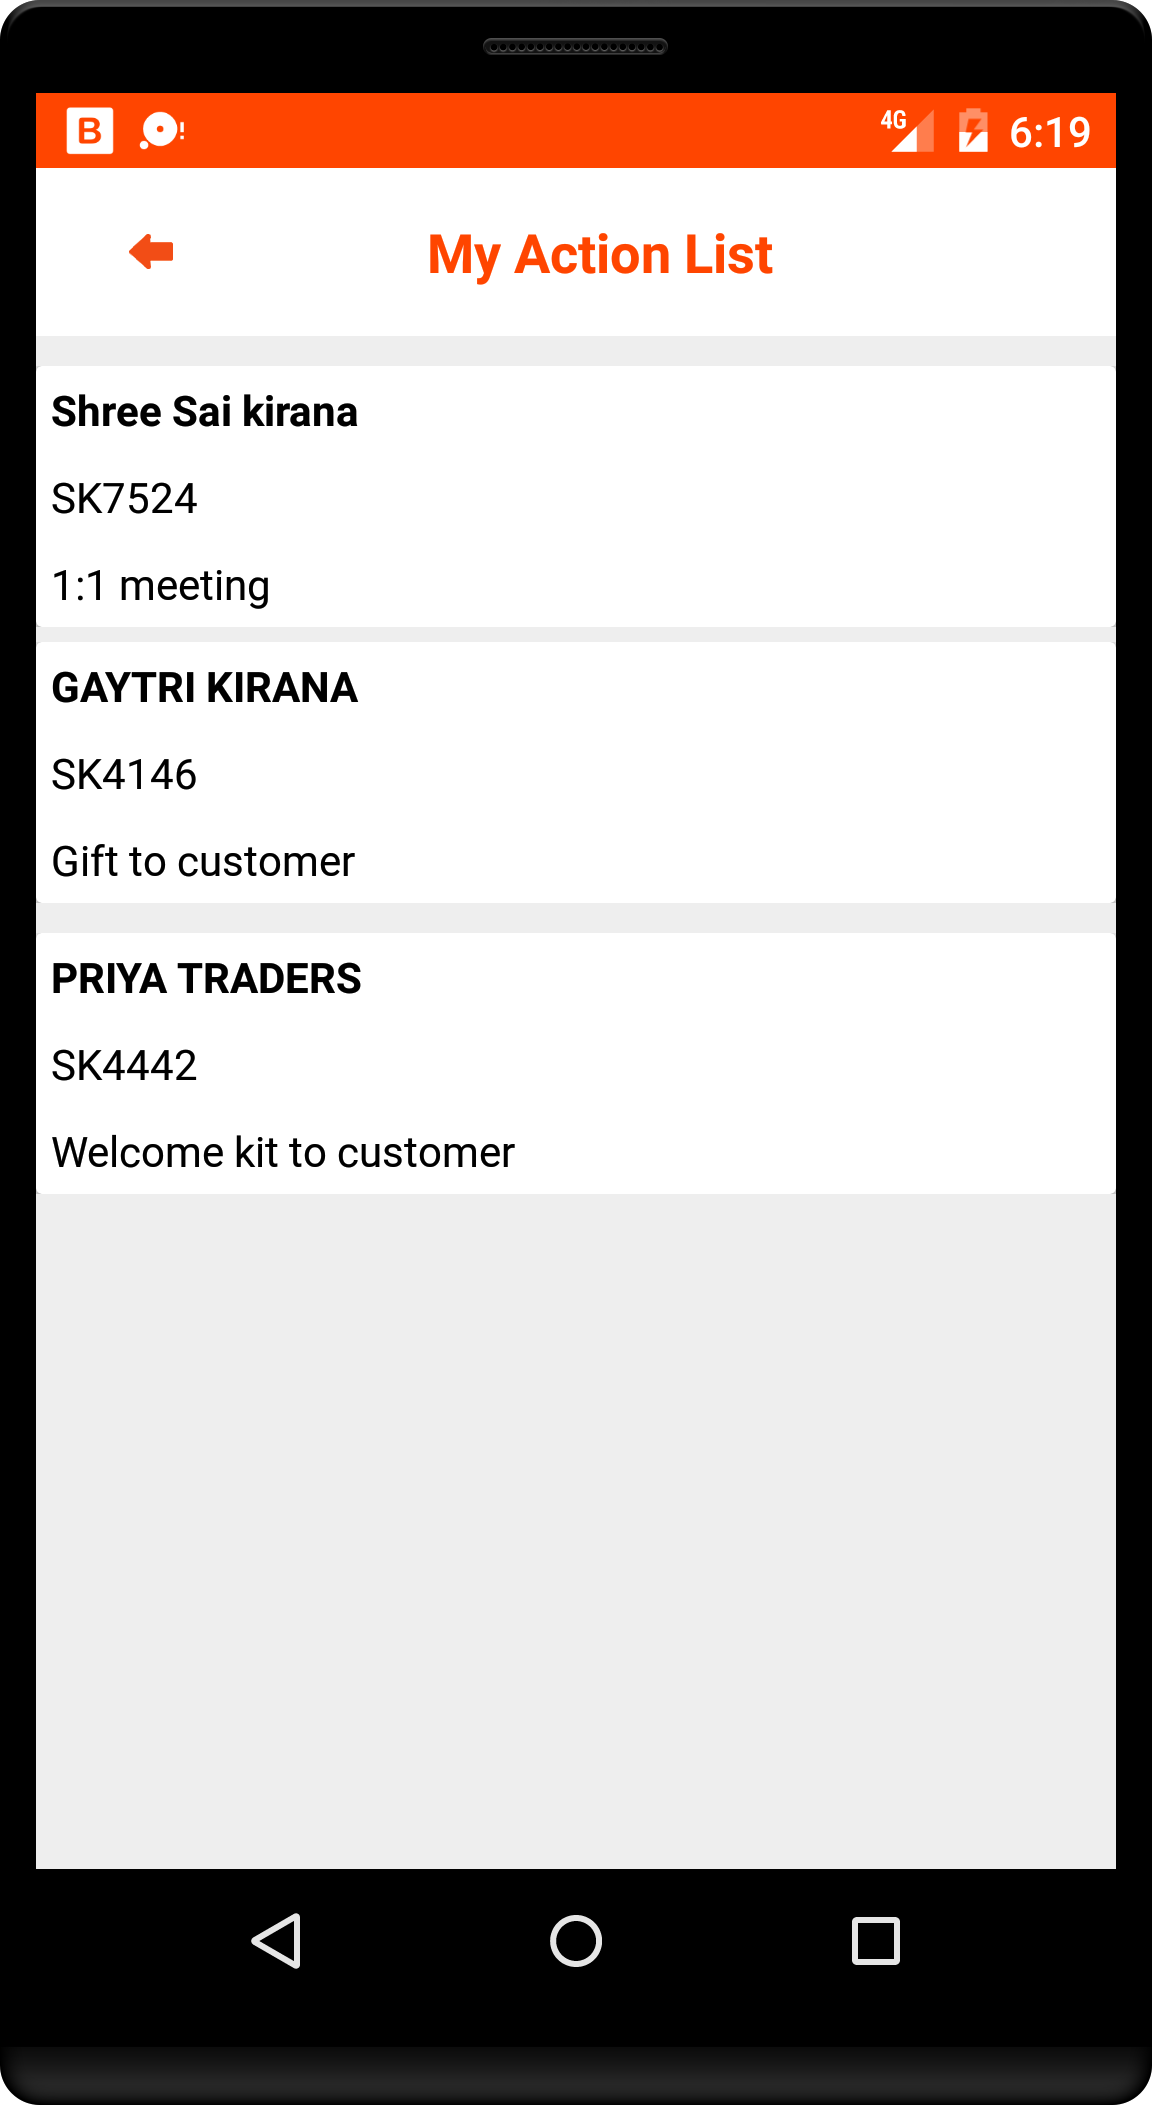 B
4G
6:19
My Action List
Shree Sai kirana
SK7524
1:1 meeting
GAYTRI KIRANA
SK4146
Gift to customer
PRIYA TRADERS
SK4442
Welcome kit to customer